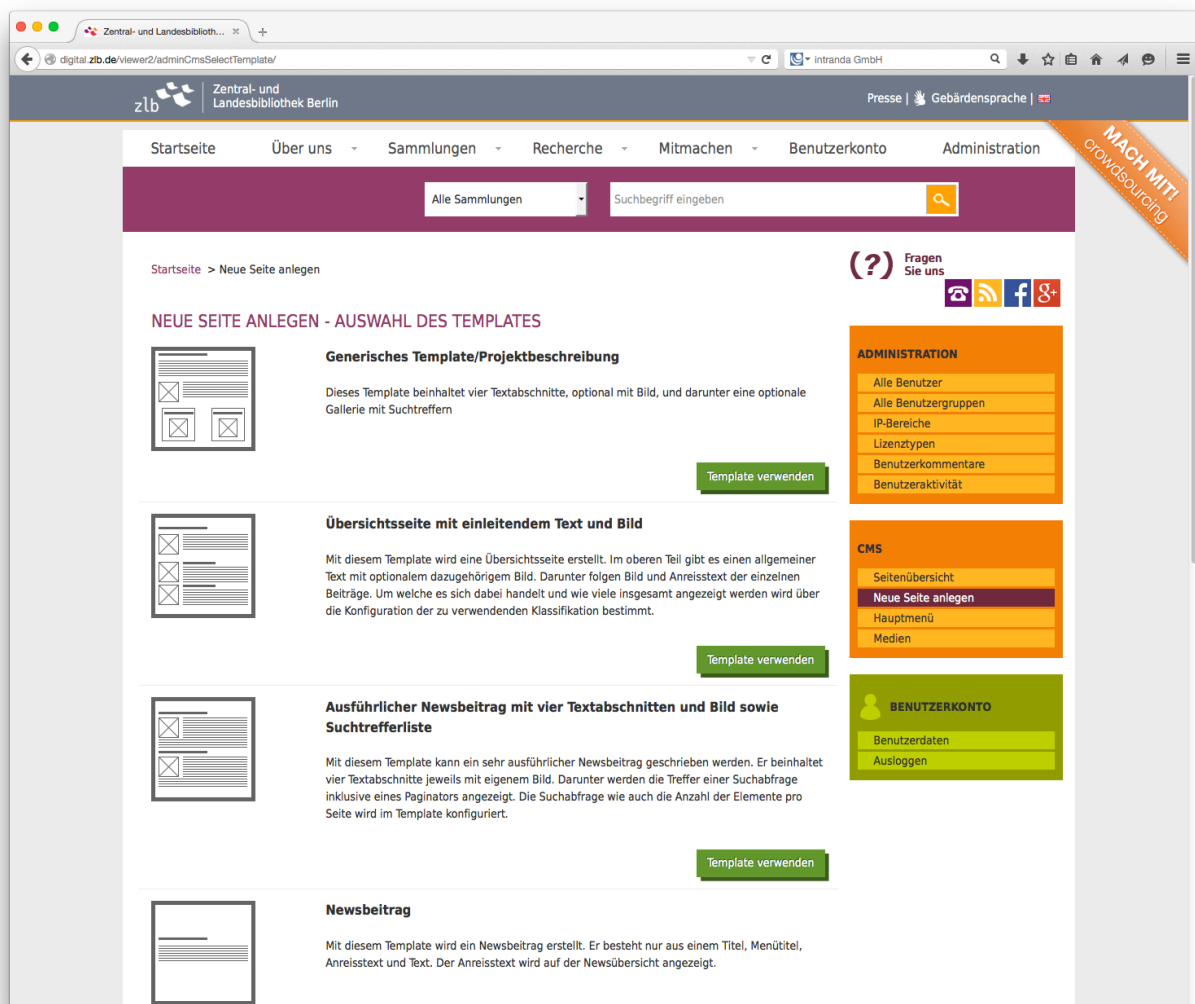 Zentral- und Landesbiblioth...
digital.zlb.de/viewer2/adminCmsSelectTemplate/
intranda GmbH
zlb
Zentral- und
Landesbibliothek Berlin
Presse | Gebärdensprache |
MACH MIT!
crowdsourcing
Startseite Über uns Sammlungen Recherche Mitmachen Benutzerkonto Administration
Alle Sammlungen Suchbegriff eingeben
Startseite > Neue Seite anlegen
(?) Fragen
Sie uns
NEUE SEITE ANLEGEN - AUSWAHL DES TEMPLATES
Generisches Template/Projektbeschreibung
Dieses Template beinhaltet vier Textabschnitte, optional mit Bild, und darunter eine optionale
Gallerie mit Suchtreffern
Template verwenden
Übersichtsseite mit einleitendem Text und Bild
Mit diesem Template wird eine Übersichtsseite erstellt. Im oberen Teil gibt es einen allgemeiner
Text mit optionalem dazugehörigem Bild. Darunter folgen Bild und Anreisstext der einzelnen
Beiträge. Um welche es sich dabei handelt und wie viele insgesamt angezeigt werden wird über
die Konfiguration der zu verwendenden Klassifikation bestimmt.
Template verwenden
Ausführlicher Newsbeitrag mit vier Textabschnitten und Bild sowie
Suchtrefferliste
Mit diesem Template kann ein sehr ausführlicher Newsbeitrag geschrieben werden. Er beinhaltet
vier Textabschnitte jeweils mit eigenem Bild. Darunter werden die Treffer einer Suchabfrage
inklusive eines Paginators angezeigt. Die Suchabfrage wie auch die Anzahl der Elemente pro
Seite wird im Template konfiguriert.
Template verwenden
Newsbeitrag
Mit diesem Template wird ein Newsbeitrag erstellt. Er besteht nur aus einem Titel, Menütitel,
Anreisstext und Text. Der Anreisstext wird auf der Newsübersicht angezeigt.
ADMINISTRATION
Alle Benutzer
Alle Benutzergruppen
IP-Bereiche
Lizenztypen
Benutzerkommentare
Benutzeraktivität
CMS
Seitenübersicht
Neue Seite anlegen
Hauptmenü
Medien
BENUTZERKONTO
Benutzerdaten
Ausloggen